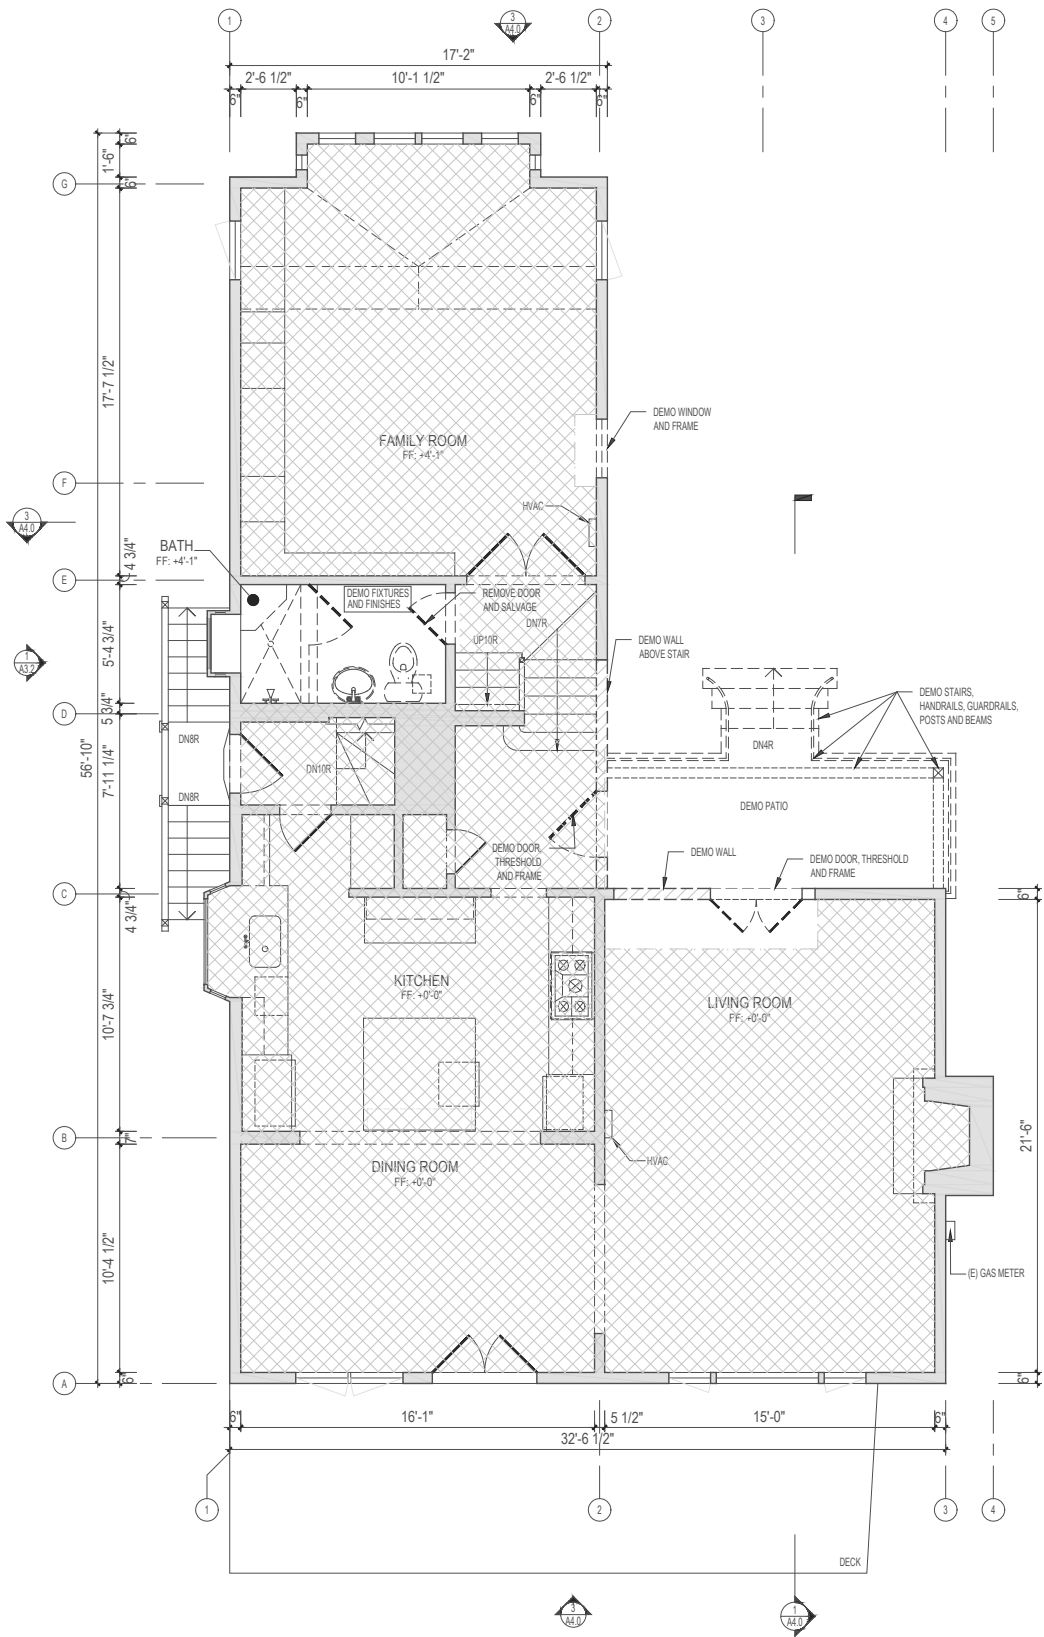 1
3
A4.0
2
3
4
5
17'-2"
2'-6 1/2"
10'-1 1/2"
2'-6 1/2"
6"
6"
6"
6"
6"
1'-6"
6"
G
17'-7 1/2"
DEMO WINDOW
AND FRAME
FAMILY ROOM
FF: +4'-1"
F
HVAC
3
A4.0
4 3/4"
BATH
FF: +4'-1"
E
DEMO FIXTURES
AND FINISHES
REMOVE DOOR
AND SALVAGE
DN7R
UP10R
5'-4 3/4"
DEMO WALL
ABOVE STAIR
1
A3.2
DEMO STAIRS,
HANDRAILS, GUARDRAILS,
POSTS AND BEAMS
5 3/4"
D
DN8R
DN4R
56'-10"
7'-11 1/4"
DN10R
DN8R
DEMO PATIO
DEMO DOOR,
THRESHOLD
AND FRAME
DEMO WALL
DEMO DOOR, THRESHOLD
AND FRAME
C
4 3/4"
6"
KITCHEN
FF: +0'-0"
LIVING ROOM
FF: +0'-0"
10'-7 3/4"
B
7"
21'-6"
DINING ROOM
FF: +0'-0"
HVAC
10'-4 1/2"
(E) GAS METER
A
6"
6"
6"
16'-1"
5 1/2"
15'-0"
6"
32'-6 1/2"
1
2
3
4
DECK
3
A4.0
1
A4.0